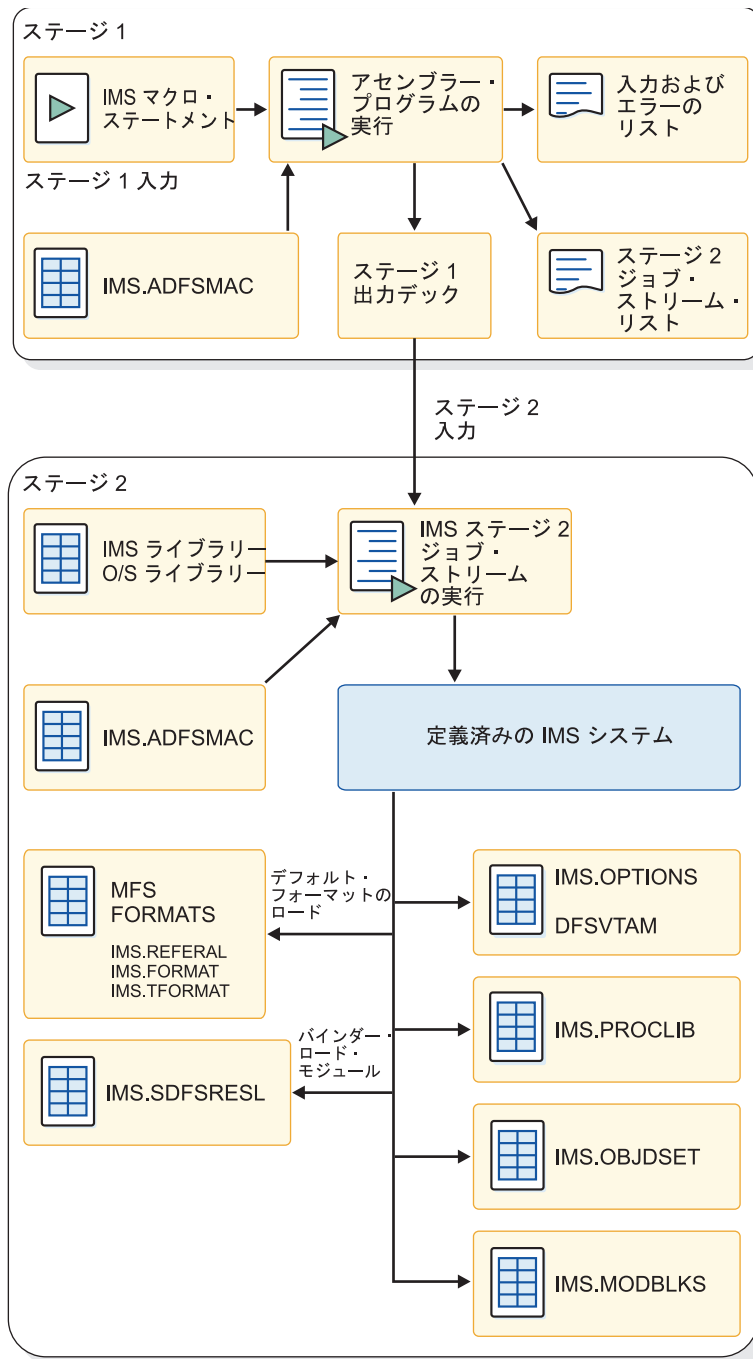 ステージ 1
IMS マクロ・
ステートメント
アセンブラー・
プログラムの
実行
入力および
エラーの
リスト
ステージ 1 入力
IMS.ADFSMAC
ステージ 1
出力デック
ステージ 2
ジョブ・
ストリーム・
リスト
ステージ 2
入力
ステージ 2
IMS ライブラリー
O/S ライブラリー
IMS ステージ 2
ジョブ・
ストリーム
の実行
IMS.ADFSMAC
定義済みの IMS システム
MFS
FORMATS
IMS.REFERAL
IMS.FORMAT
IMS.TFORMAT
デフォルト・
フォーマットの
ロード
IMS.OPTIONS
DFSVTAM
IMS.PROCLIB
バインダー・
ロード・
モジュール
IMS.SDFSRESL
IMS.OBJDSET
IMS.MODBLKS